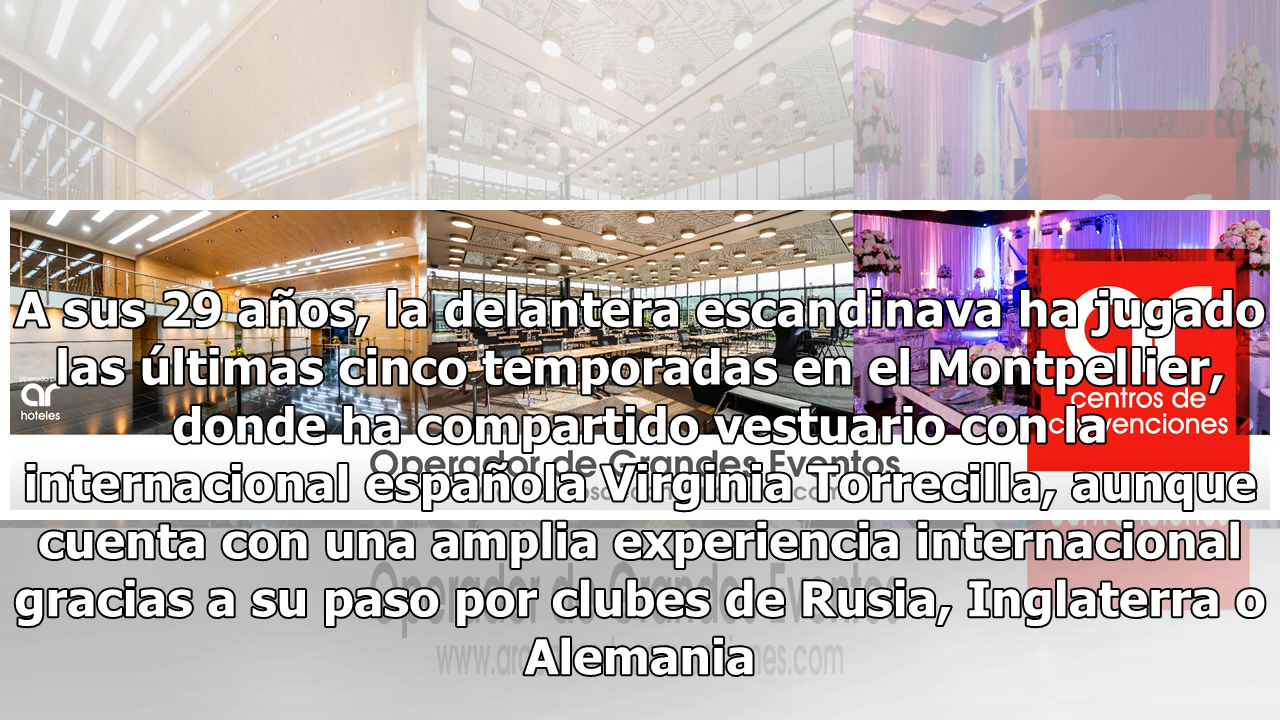 A sus 29 años, la delantera escandinava ha jugado
las últimas cinco temporadas en el Montpellier,
donde ha compartido vestuario con la
internacional española Virginia Torrecilla, aunque
cuenta con una amplia experiencia internacional
gracias a su paso por clubes de Rusia, Inglaterra o
Alemania
ar
hoteles
ar
centros de
convenciones
Operador de Grandes Eventos